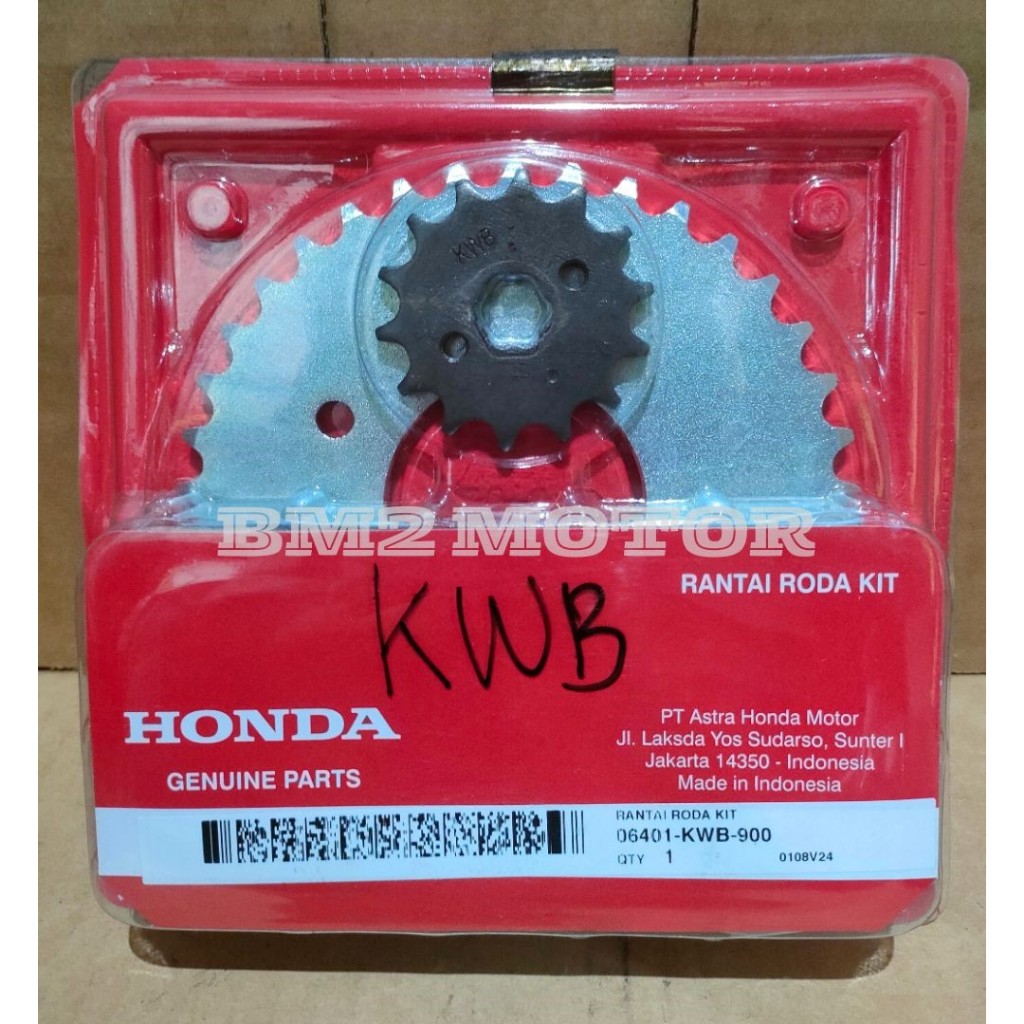 KWB
BM2 MOTOR
RANTAI RODA KIT
KWB
HONDA
GENUINE PARTS
PT Astra Honda Motor
Jl. Laksda Yos Sudarso, Sunter I
Jakarta 14350 - Indonesia
Made in Indonesia
RANTAI RODA KIT
06401-KWB-900
QTY 1
0108V24